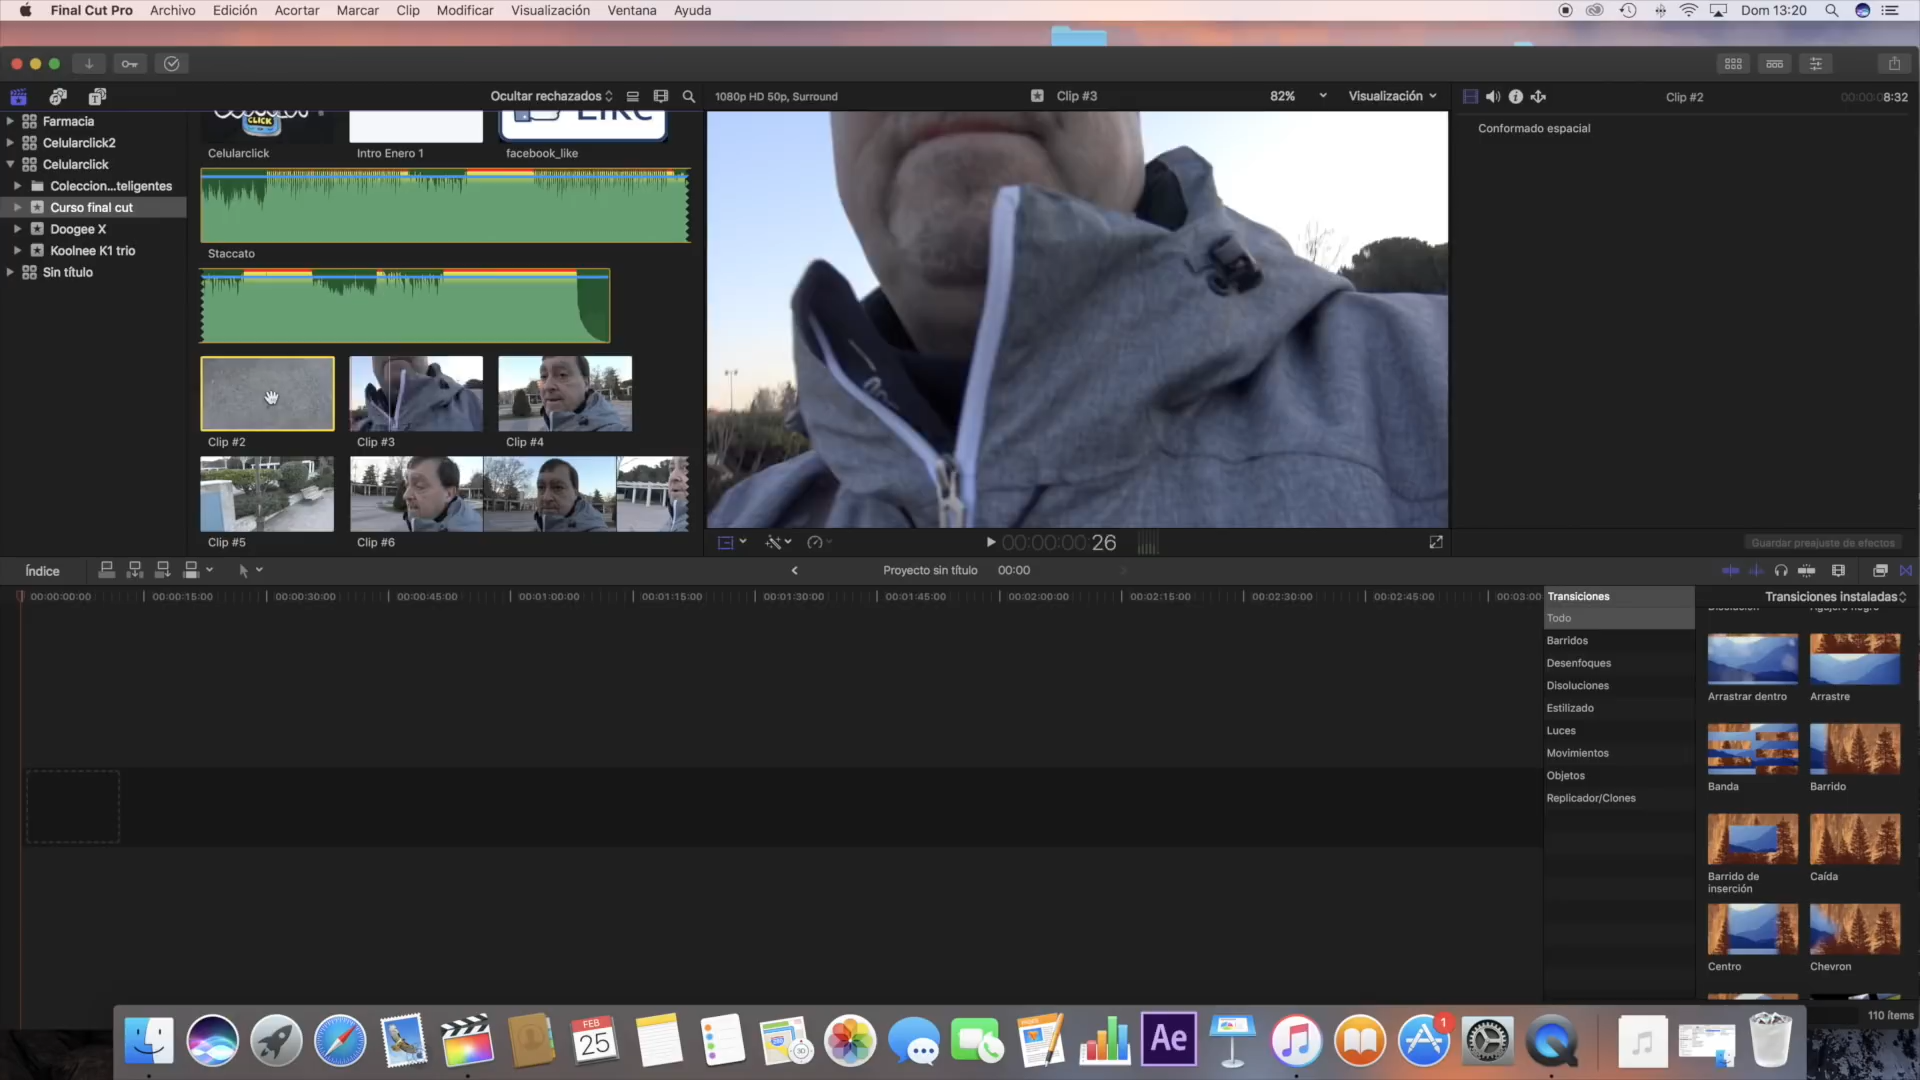 Final Cut Pro Archivo Edición Acortar Marcar Clip Modificar Visualización Ventana Ayuda
Dom 13:20
Ocultar rechazados
1080p HD 50p, Surround
Clip #3
82%
Visualización
Clip #2
00:00:08:32
Farmacia
Celularclick2
Celularclick
Coleccion...teligentes
Curso final cut
Doogee X
Koolnee K1 trio
Sin título
CLICK
Celularclick
Intro Enero 1
facebook_like
Staccato
Clip #2
Clip #3
Clip #4
Clip #5
Clip #6
Conformado espacial
00:00:00:26
Guardar preajuste de efectos
Índice
Proyecto sin título
00:00
00:00:00:00 00:00:15:00 00:00:30:00 00:00:45:00 00:01:00:00 00:01:15:00 00:01:30:00 00:01:45:00 00:02:00:00 00:02:15:00 00:02:30:00 00:02:45:00 00:03:00
Transiciones
Todo
Barridos
Desenfoques
Disoluciones
Estilizado
Luces
Movimientos
Objetos
Replicador/Clones
Transiciones instaladas
Arrastrar dentro
Arrastre
Banda
Barrido
Barrido de
inserción
Caída
Centro
Chevron
110 ítems
FEB
25
Ae
1